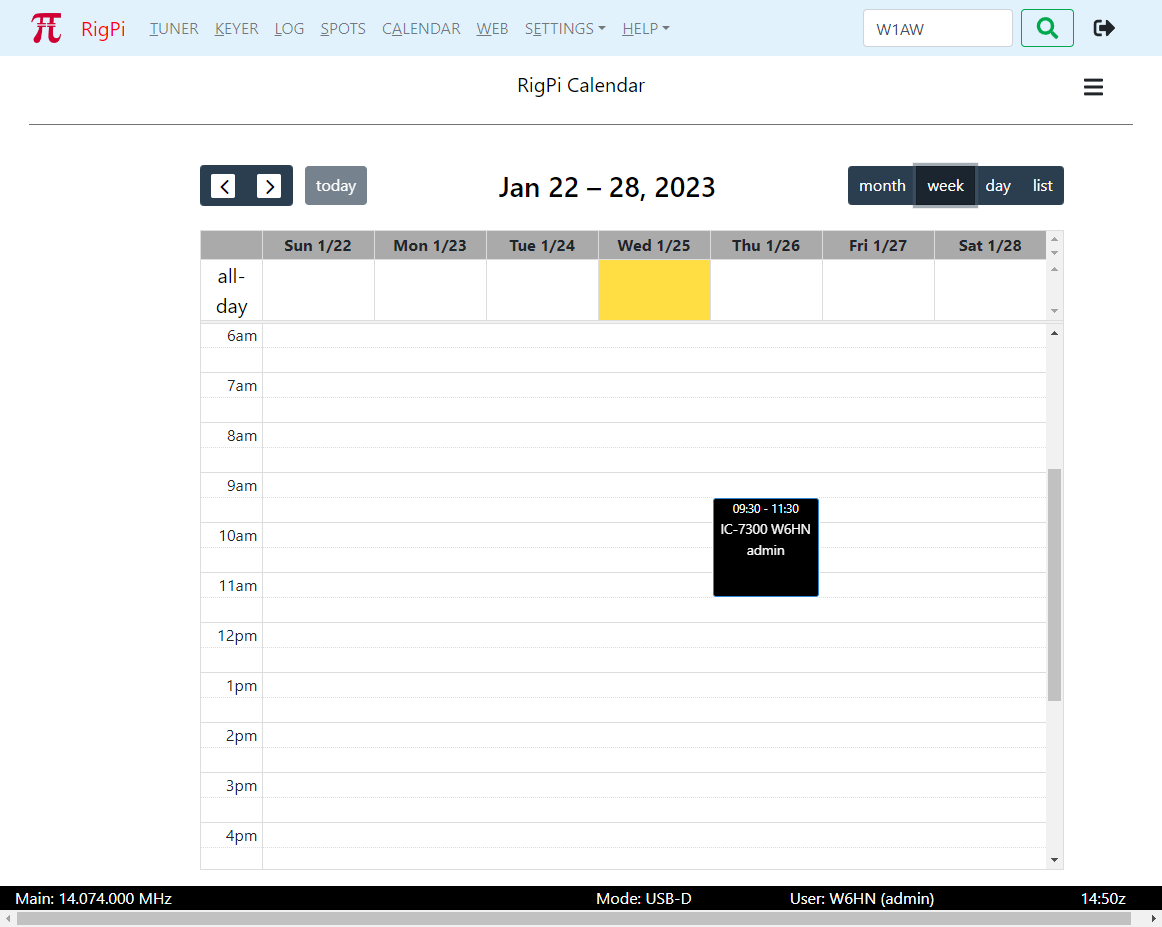 RigPi TUNER KEYER LOG SPOTS CALENDAR WEB SETTINGS HELP W1AW
RigPi Calendar
today Jan 22 – 28, 2023 month week day list
Sun 1/22 Mon 1/23 Tue 1/24 Wed 1/25 Thu 1/26 Fri 1/27 Sat 1/28
all-
day
6am
7am
8am
9am
09:30 - 11:30
IC-7300 W6HN
10am
admin
11am
12pm
1pm
2pm
3pm
4pm
Main: 14.074.000 MHz Mode: USB-D User: W6HN (admin) 14:50z